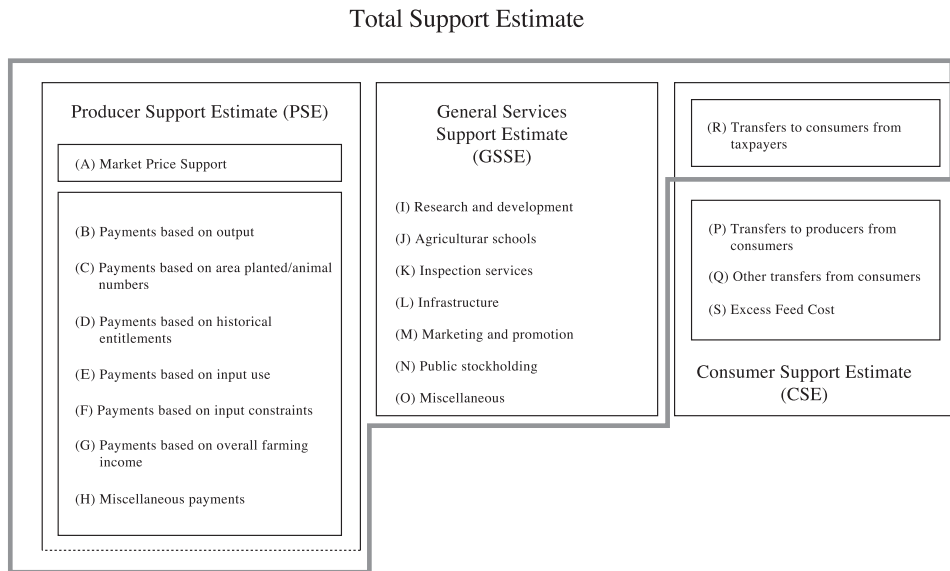 Total Support Estimate
Producer Support Estimate (PSE)
(A) Market Price Support
(B) Payments based on output
(C) Payments based on area planted/animal
numbers
(D) Payments based on historical
entitlements
(E) Payments based on input use
(F) Payments based on input constraints
(G) Payments based on overall farming
income
(H) Miscellaneous payments
General Services
Support Estimate
(GSSE)
(I) Research and development
(J) Agriculturar schools
(K) Inspection services
(L) Infrastructure
(M) Marketing and promotion
(N) Public stockholding
(O) Miscellaneous
(R) Transfers to consumers from
taxpayers
(P) Transfers to producers from
consumers
(Q) Other transfers from consumers
(S) Excess Feed Cost
Consumer Support Estimate
(CSE)